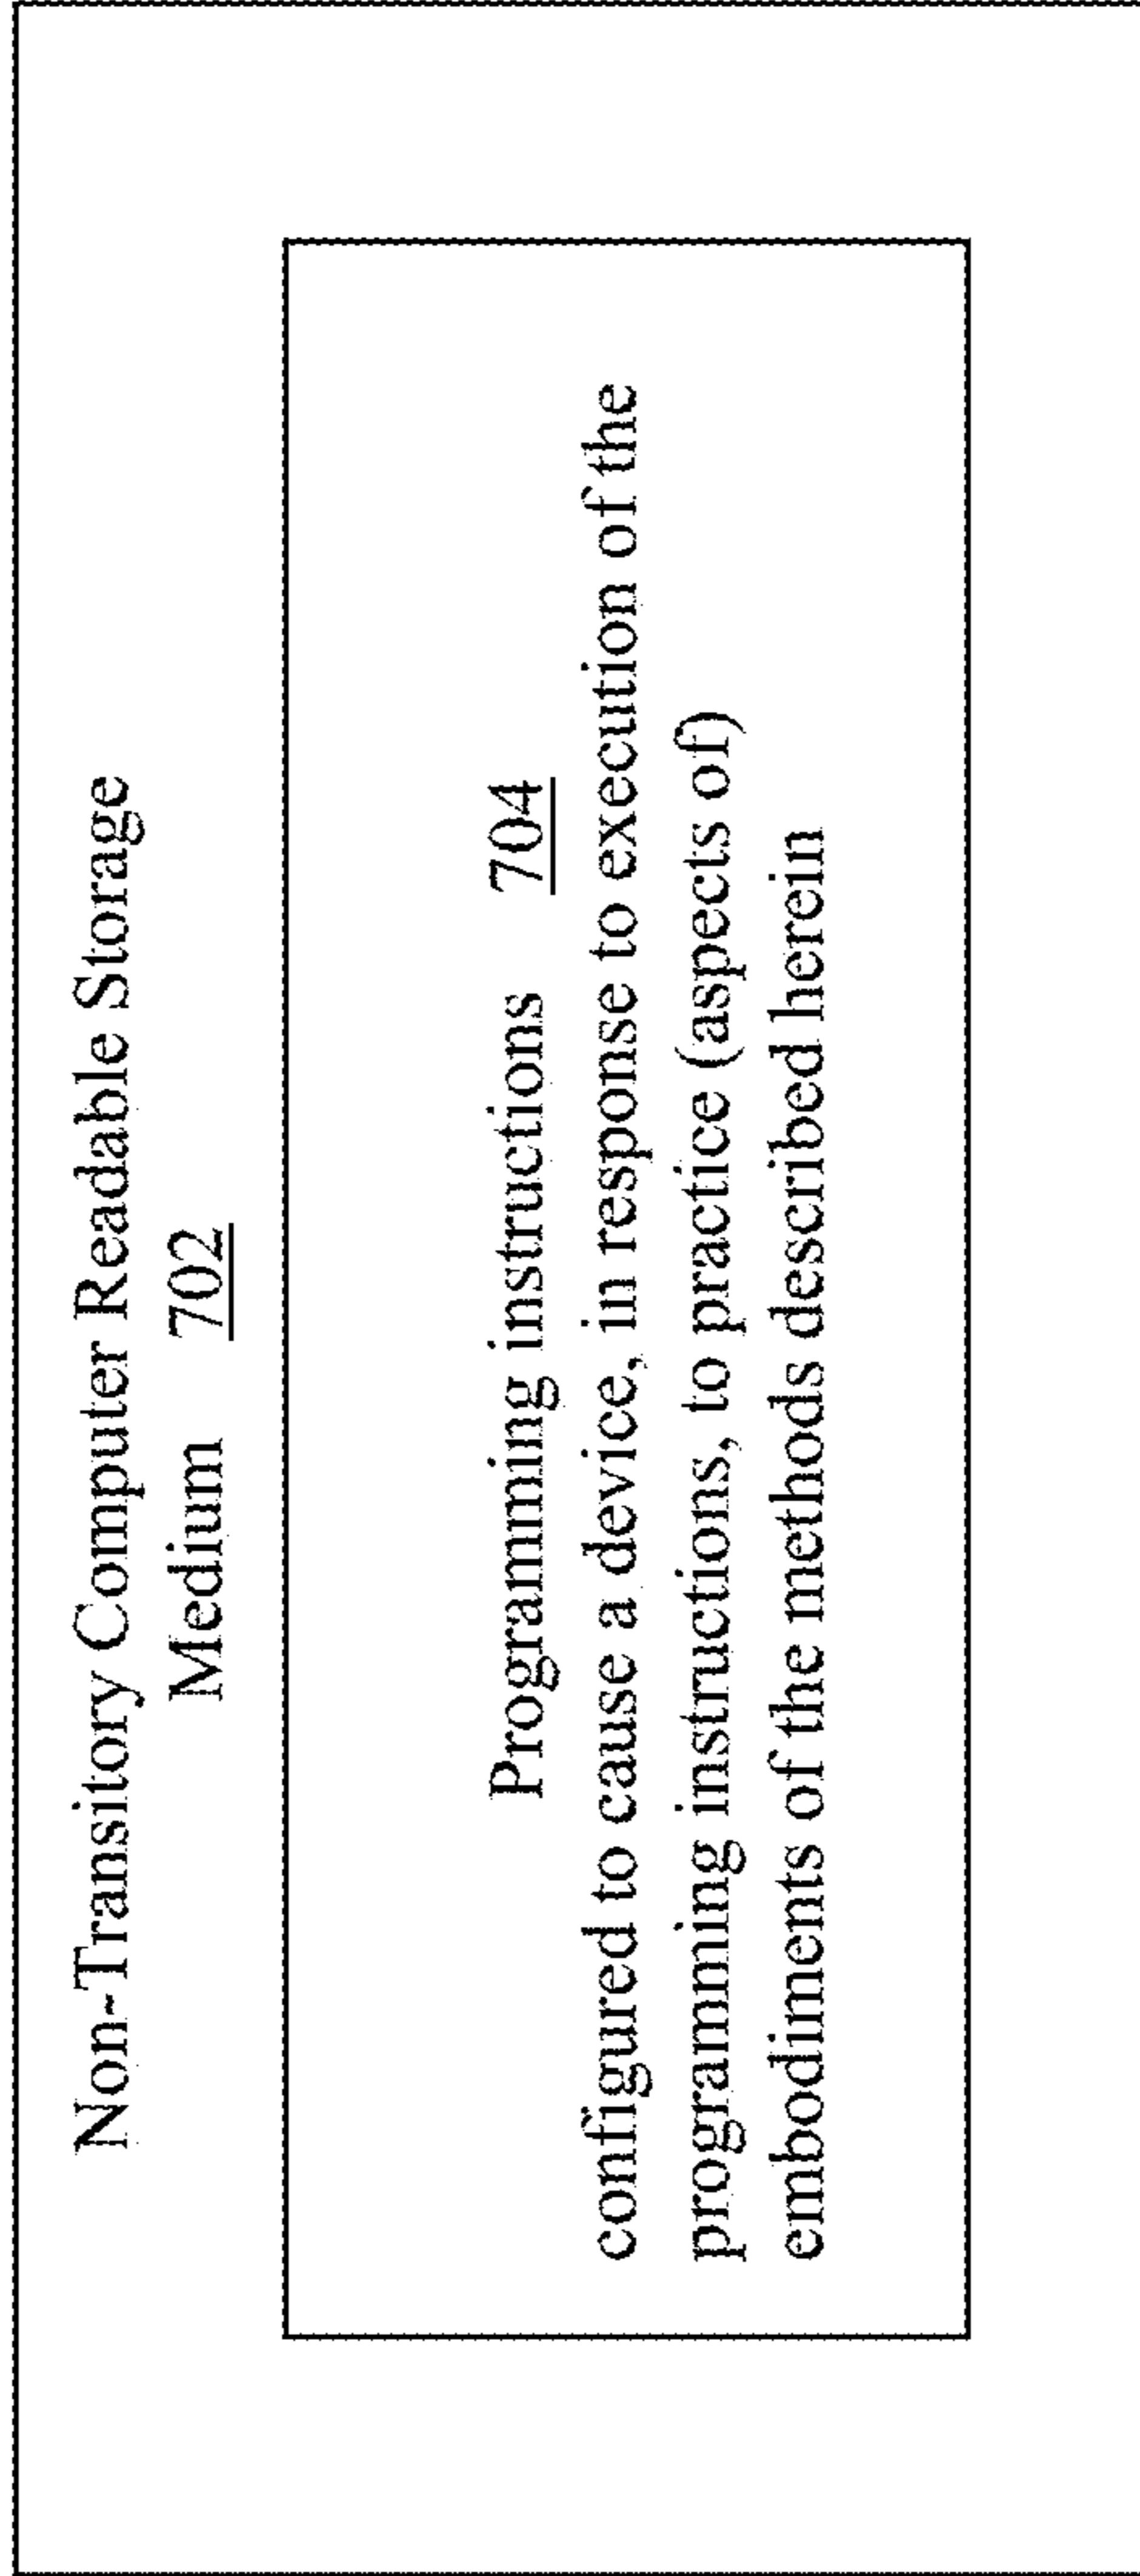 Non-Transitory Computer Readable Storage
Medium 702
Programming instructions 704
configured to cause a device, in response to execution of the
programming instructions, to practice (aspects of)
embodiments of the methods described herein